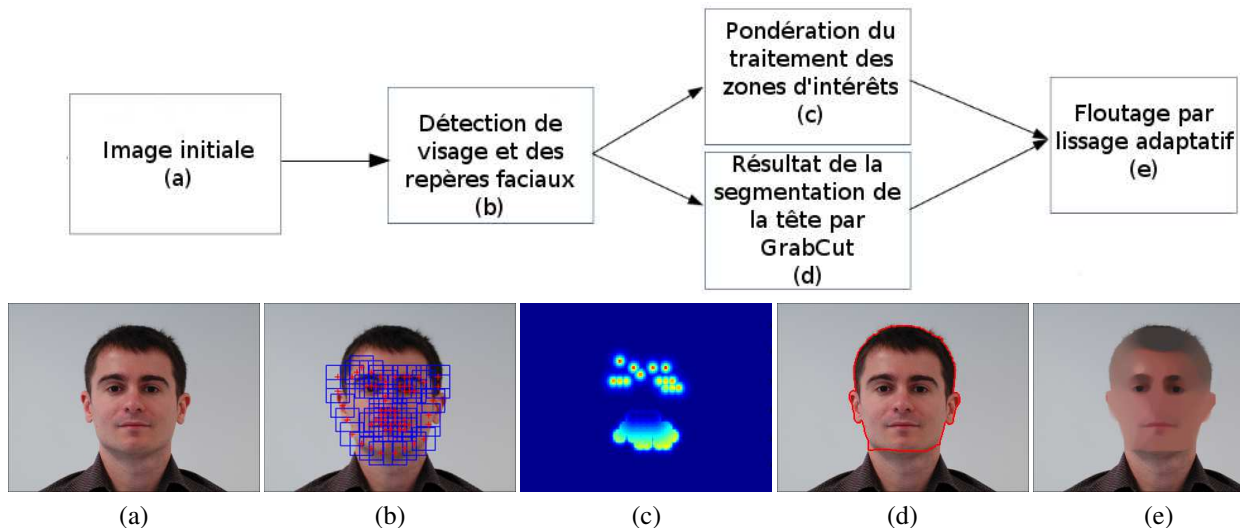 Image initiale
(a)
Détection de
visage et des
repères faciaux
(b)
Pondération du
traitement des
zones d'intérêts
(c)
Résultat de la
segmentation de
la tête par
GrabCut
(d)
Floutage par
lissage adaptatif
(e)
(a)
(b)
(c)
(d)
(e)